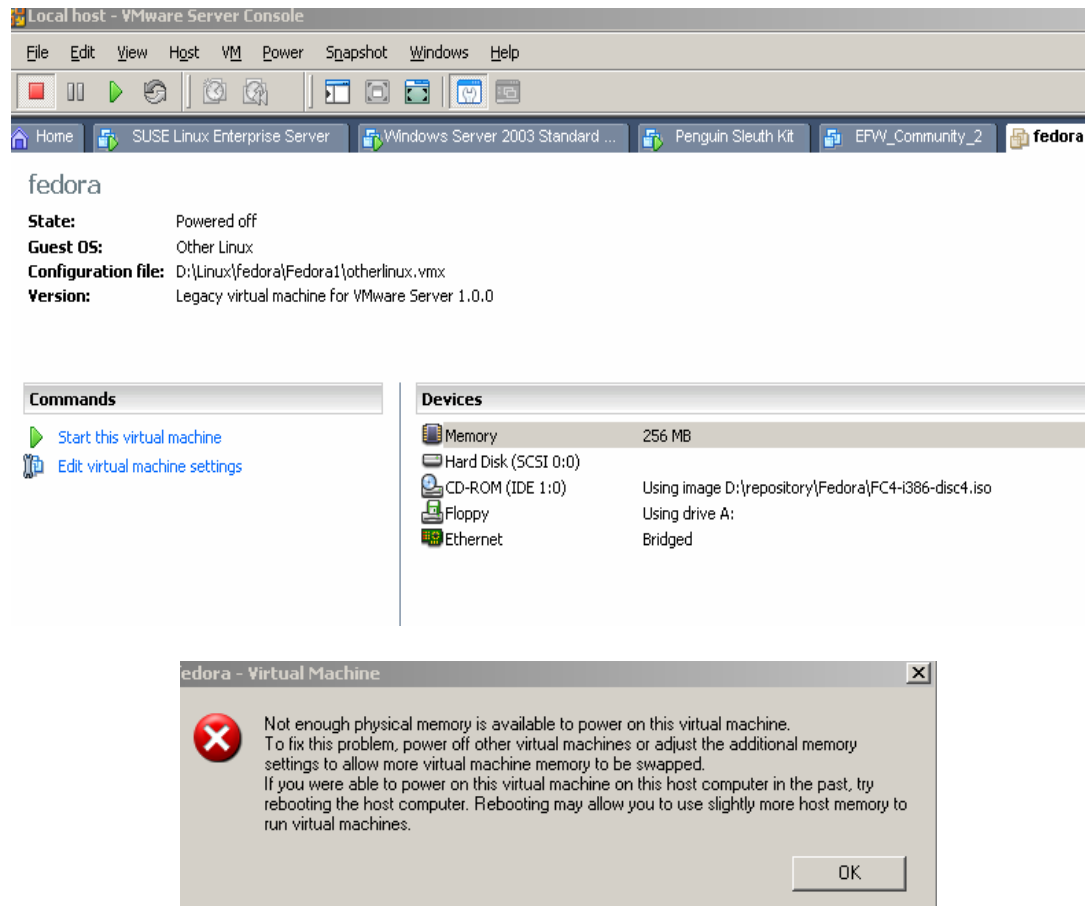 Local host - VMware Server Console
File Edit View Host VM Power Snapshot Windows Help
Home SUSE Linux Enterprise Server Windows Server 2003 Standard ... Penguin Sleuth Kit EFW_Community_2 fedora
fedora
State: Powered off
Guest OS: Other Linux
Configuration file: D:\Linux\fedora\Fedora1\otherlinux.vmx
Version: Legacy virtual machine for VMware Server 1.0.0
Commands Devices
Start this virtual machine Memory 256 MB
Edit virtual machine settings Hard Disk (SCSI 0:0)
CD-ROM (IDE 1:0) Using image D:\repository\Fedora\FC4-i386-disc4.iso
Floppy Using drive A:
Ethernet Bridged
edora - Virtual Machine
Not enough physical memory is available to power on this virtual machine.
To fix this problem, power off other virtual machines or adjust the additional memory
settings to allow more virtual machine memory to be swapped.
If you were able to power on this virtual machine on this host computer in the past, try
rebooting the host computer. Rebooting may allow you to use slightly more host memory to
run virtual machines.
OK